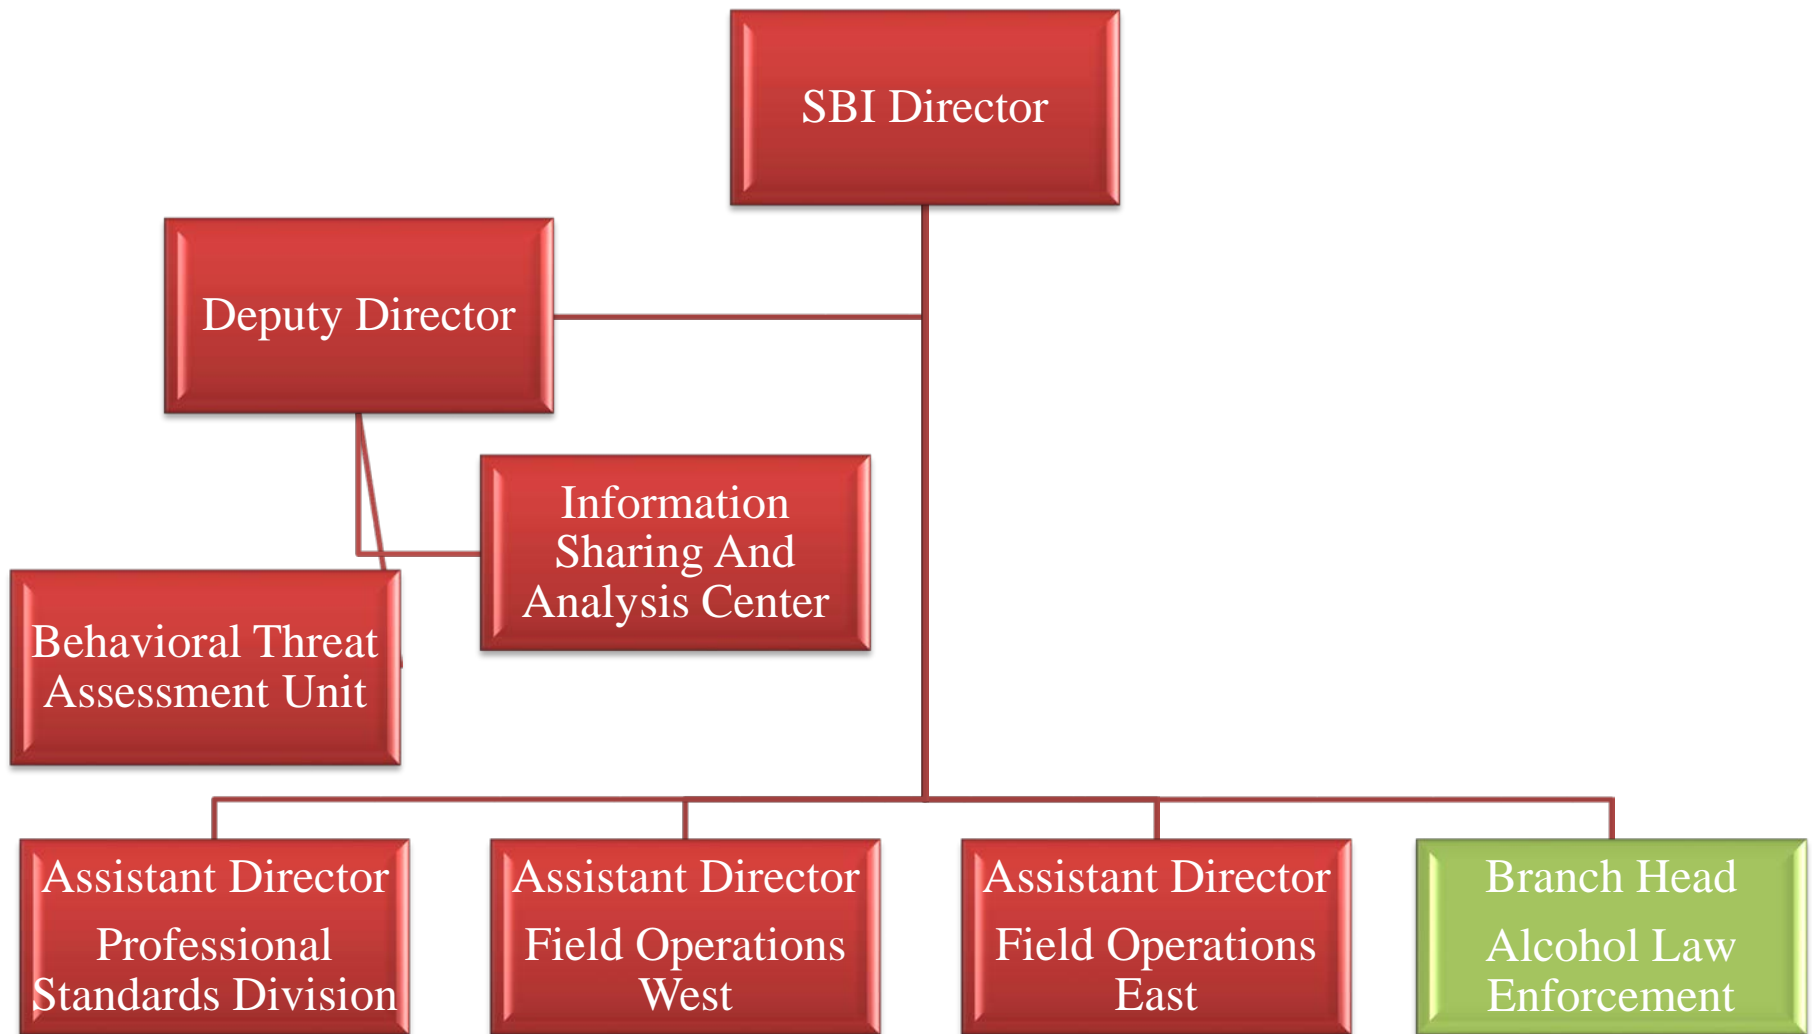 SBI Director
Deputy Director
Information
Sharing And
Analysis Center
Behavioral Threat
Assessment Unit
Assistant Director
Professional
Standards Division
Assistant Director
Field Operations
West
Assistant Director
Field Operations
East
Branch Head
Alcohol Law
Enforcement